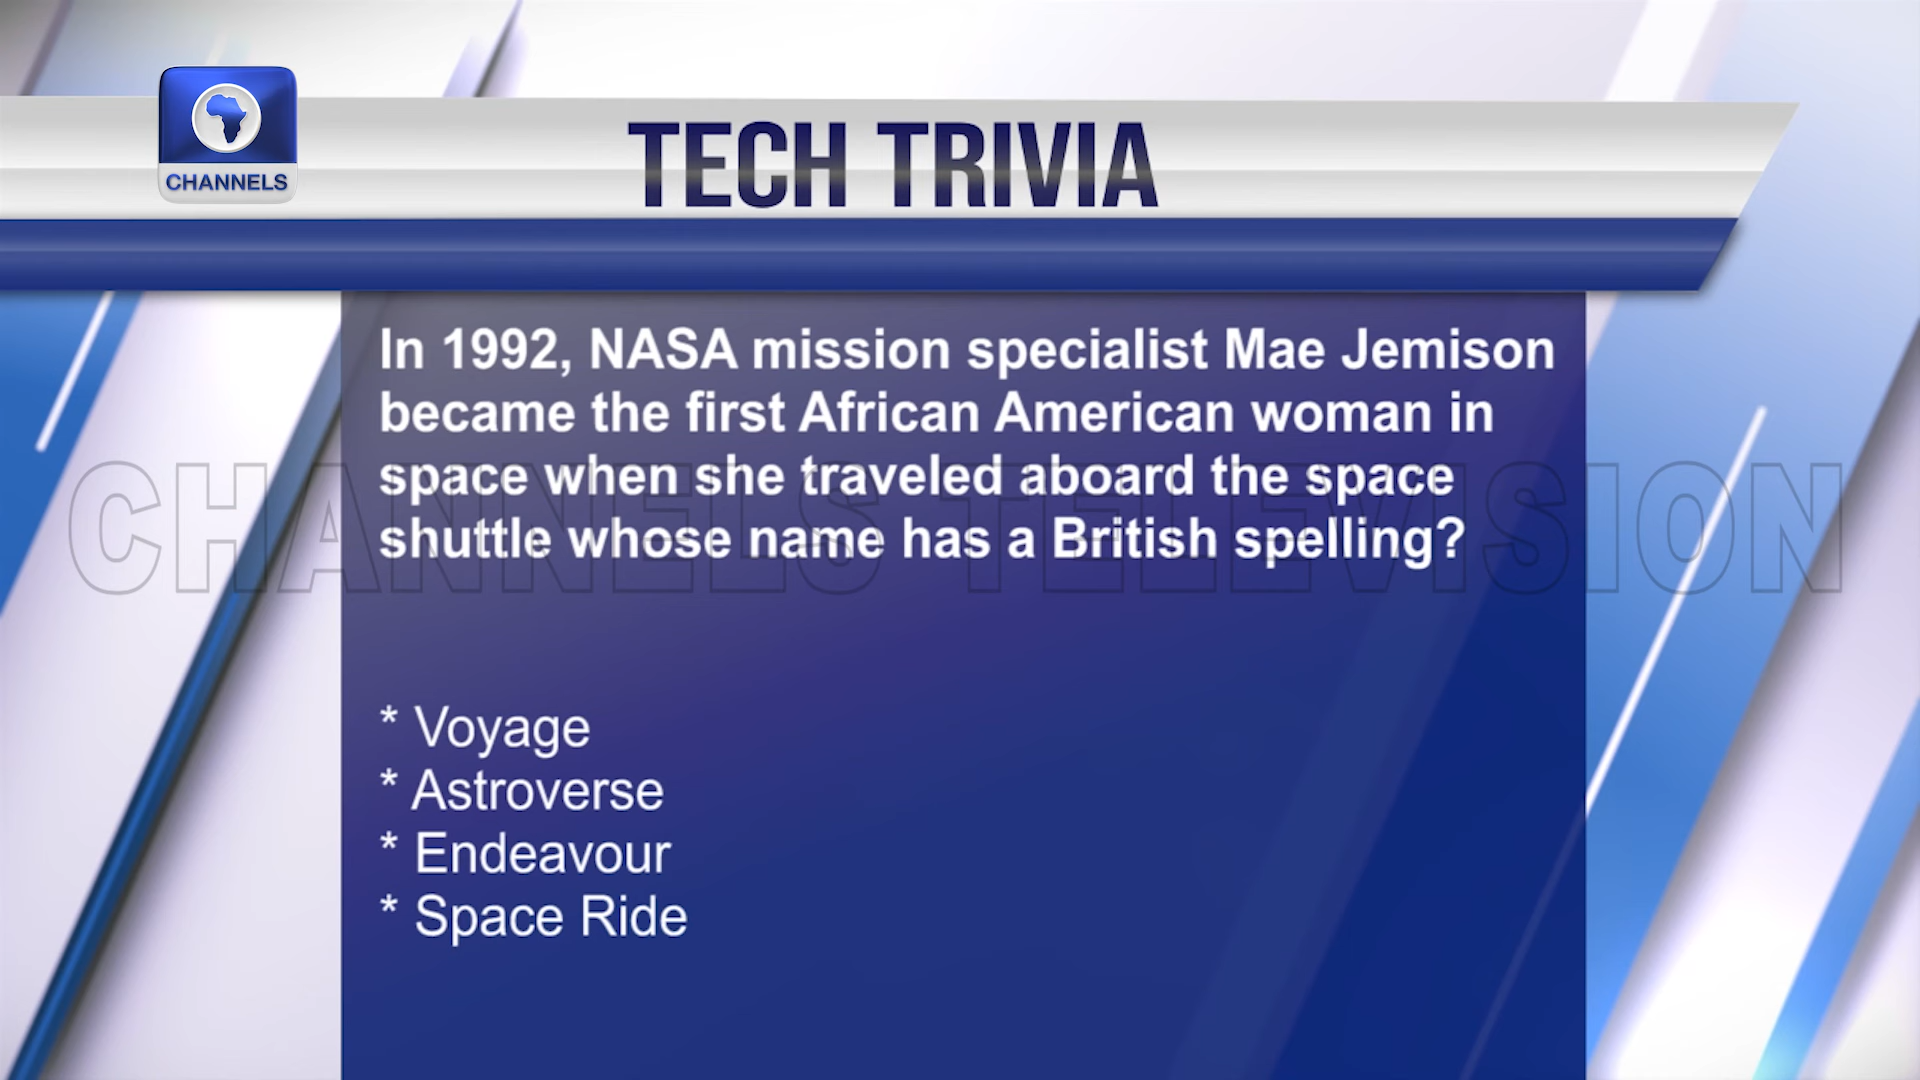 CHANNELS
TECH TRIVIA
In 1992, NASA mission specialist Mae Jemison
became the first African American woman in
space when she traveled aboard the space
shuttle whose name has a British spelling?
CHANNELS TELEVISION
* Voyage
* Astroverse
* Endeavour
* Space Ride